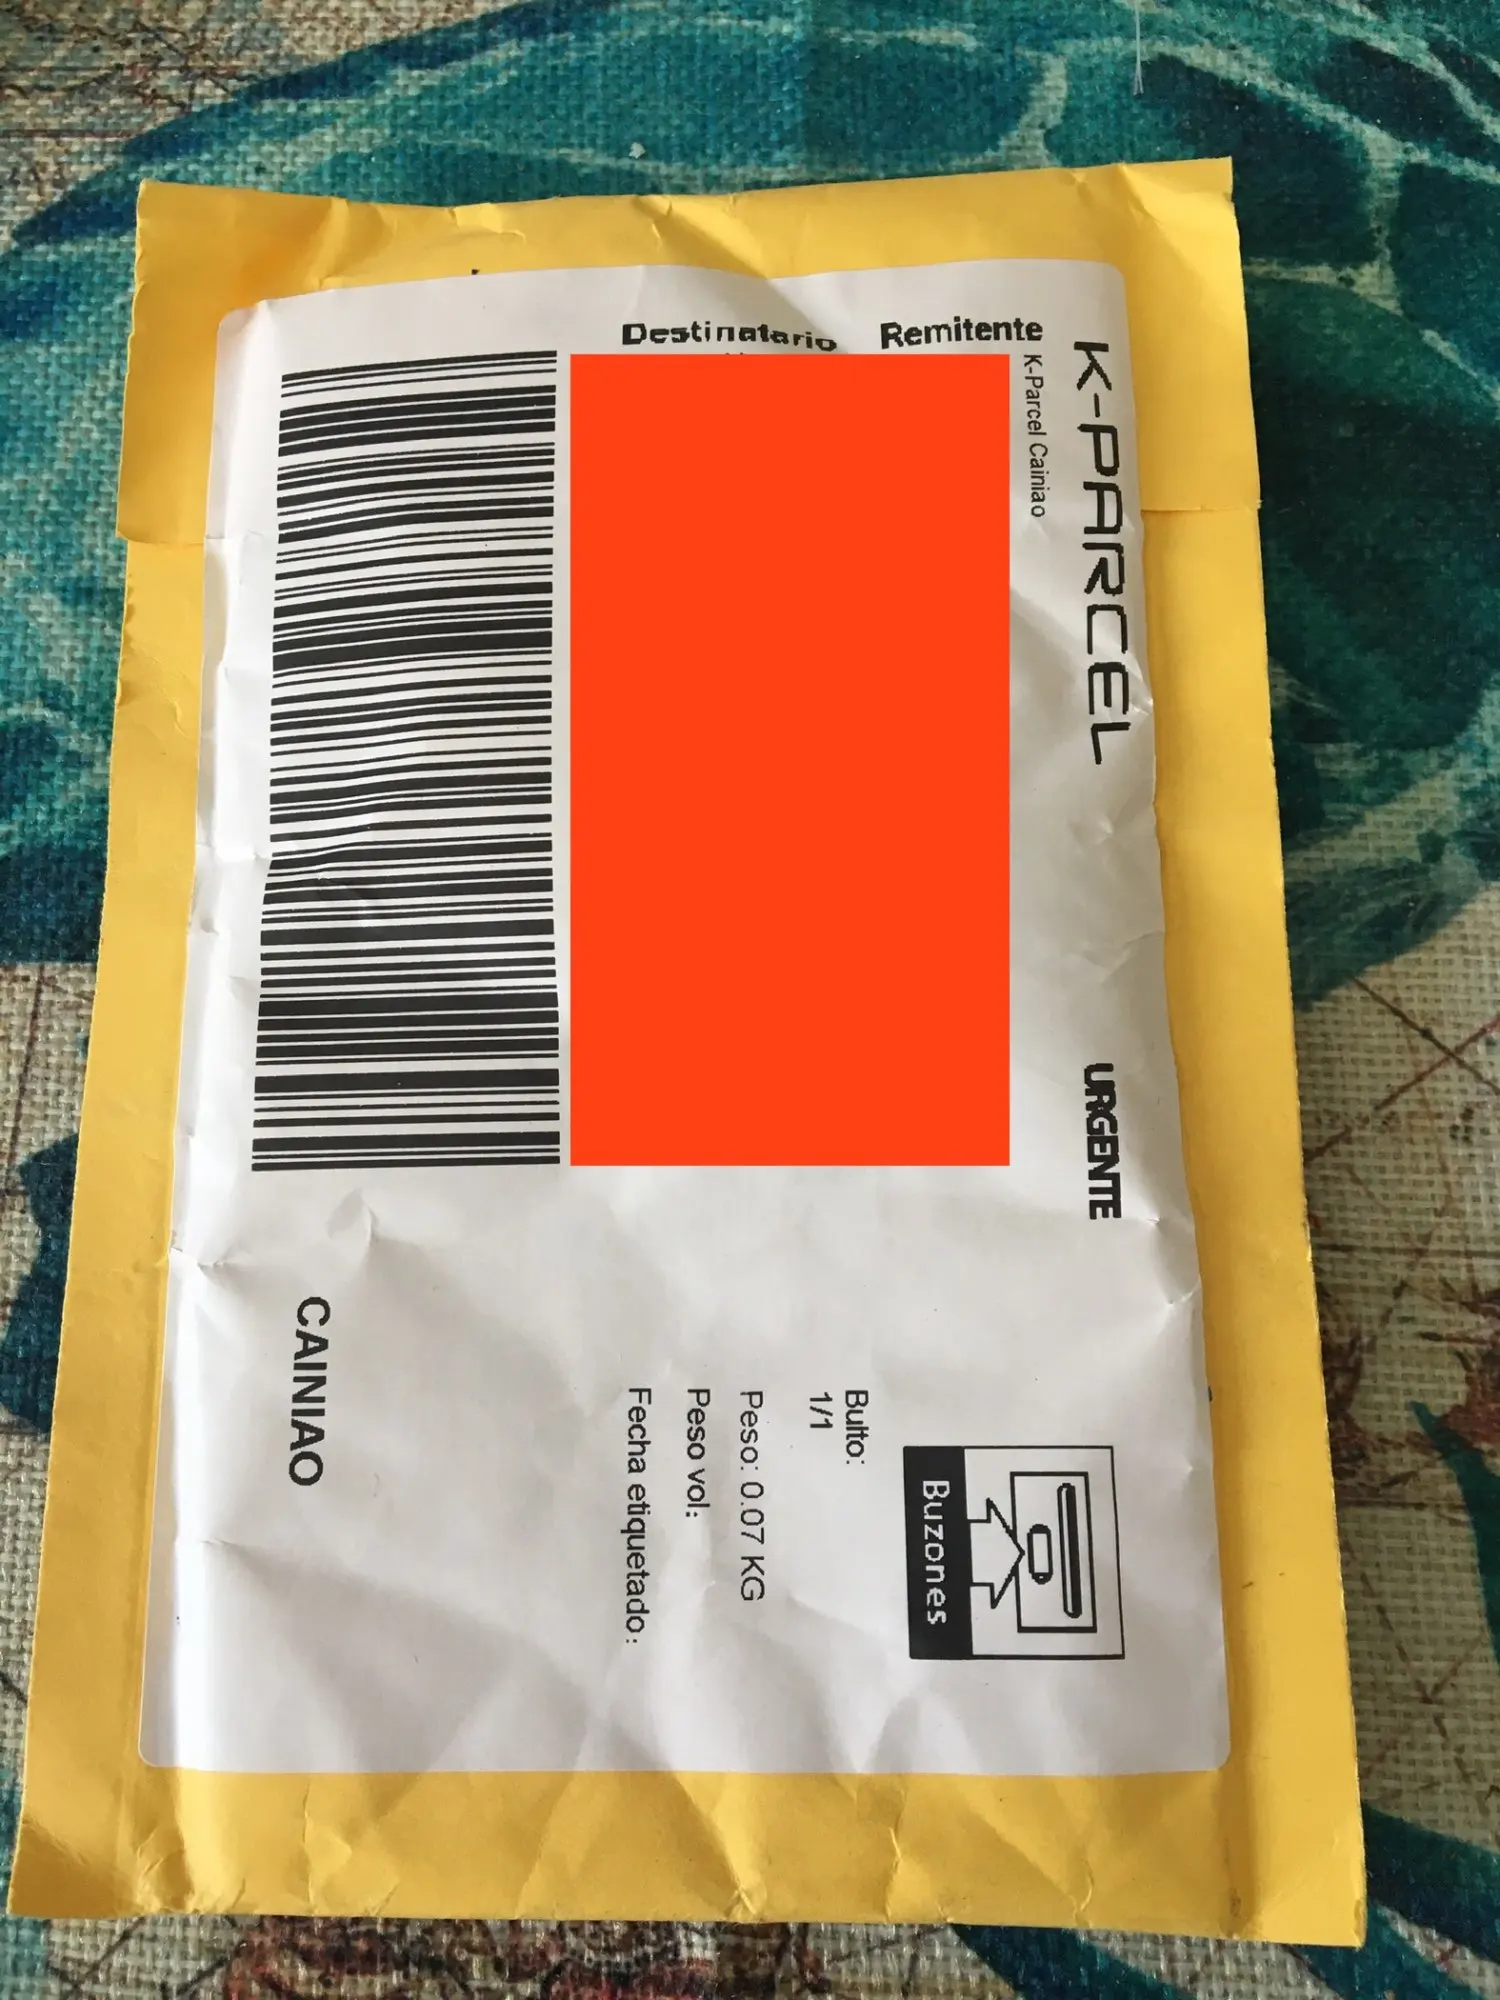 K-PARCEL
URGENTE
Remitente
K-Parcel Cainiao
Destinatario
Buzones
Bulto:
1/1
Peso: 0.07 KG
Peso vol:
Fecha etiquetado:
CAINIAO